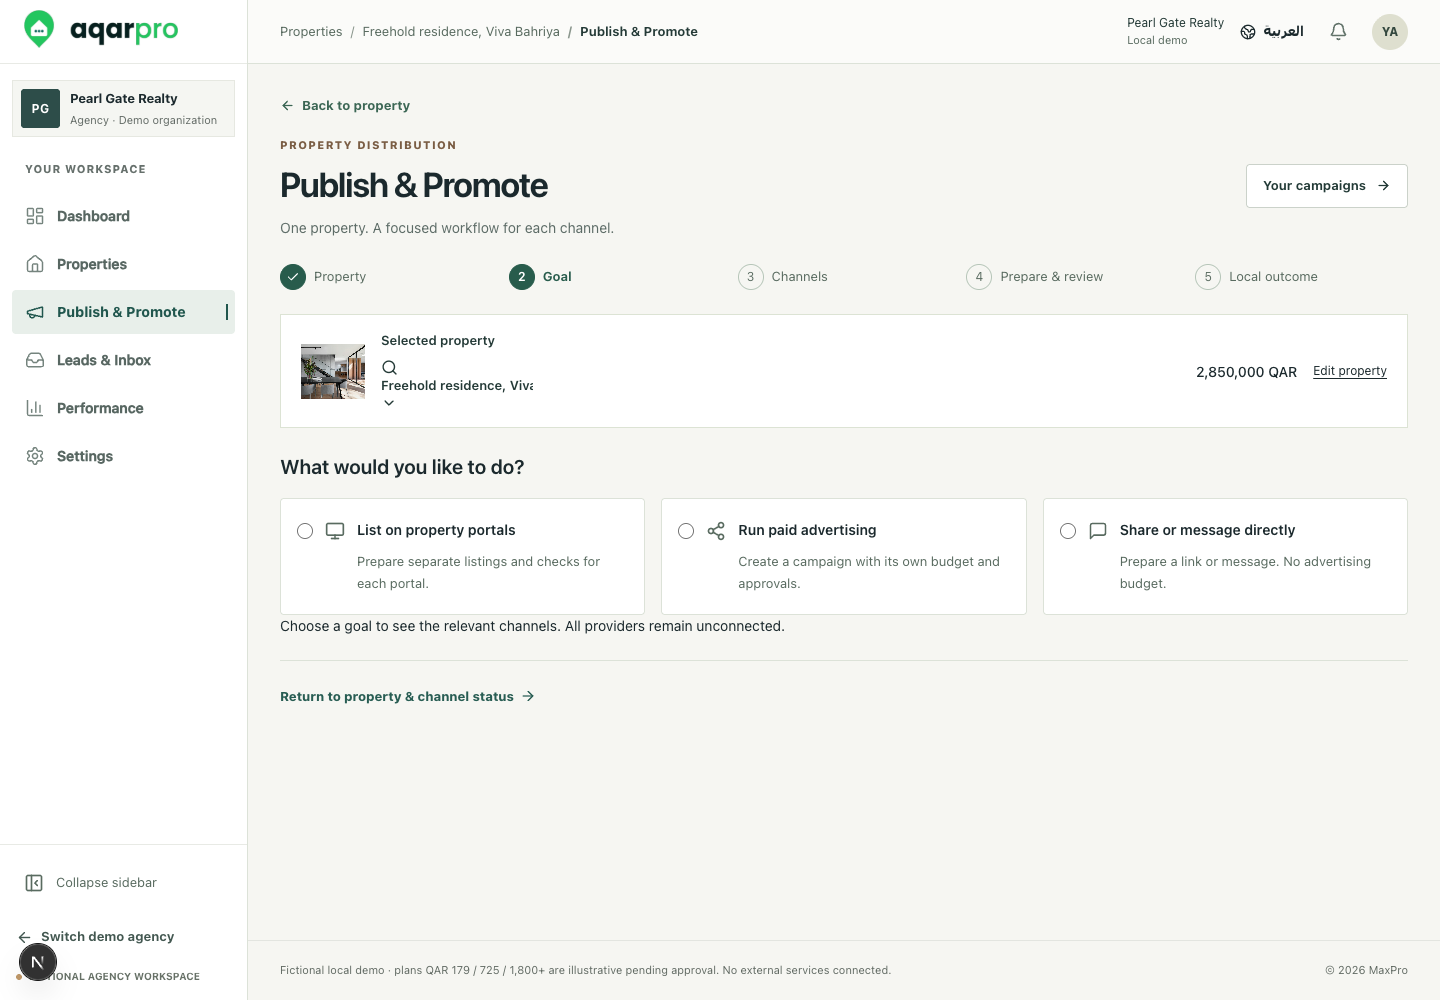 aqarpro
Properties / Freehold residence, Viva Bahriya / Publish & Promote
Pearl Gate Realty
Local demo
العربية
YA
PG
Pearl Gate Realty
Agency · Demo organization
YOUR WORKSPACE
Dashboard
Properties
Publish & Promote
Leads & Inbox
Performance
Settings
Collapse sidebar
Switch demo agency
IONAL AGENCY WORKSPACE
N
Back to property
PROPERTY DISTRIBUTION
Publish & Promote
Your campaigns
One property. A focused workflow for each channel.
Property
2 Goal
3 Channels
4 Prepare & review
5 Local outcome
Selected property
Freehold residence, Viva
2,850,000 QAR
Edit property
What would you like to do?
List on property portals
Prepare separate listings and checks for
each portal.
Run paid advertising
Create a campaign with its own budget and
approvals.
Share or message directly
Prepare a link or message. No advertising
budget.
Choose a goal to see the relevant channels. All providers remain unconnected.
Return to property & channel status
Fictional local demo - plans QAR 179 / 725 / 1,800+ are illustrative pending approval. No external services connected.
© 2026 MaxPro